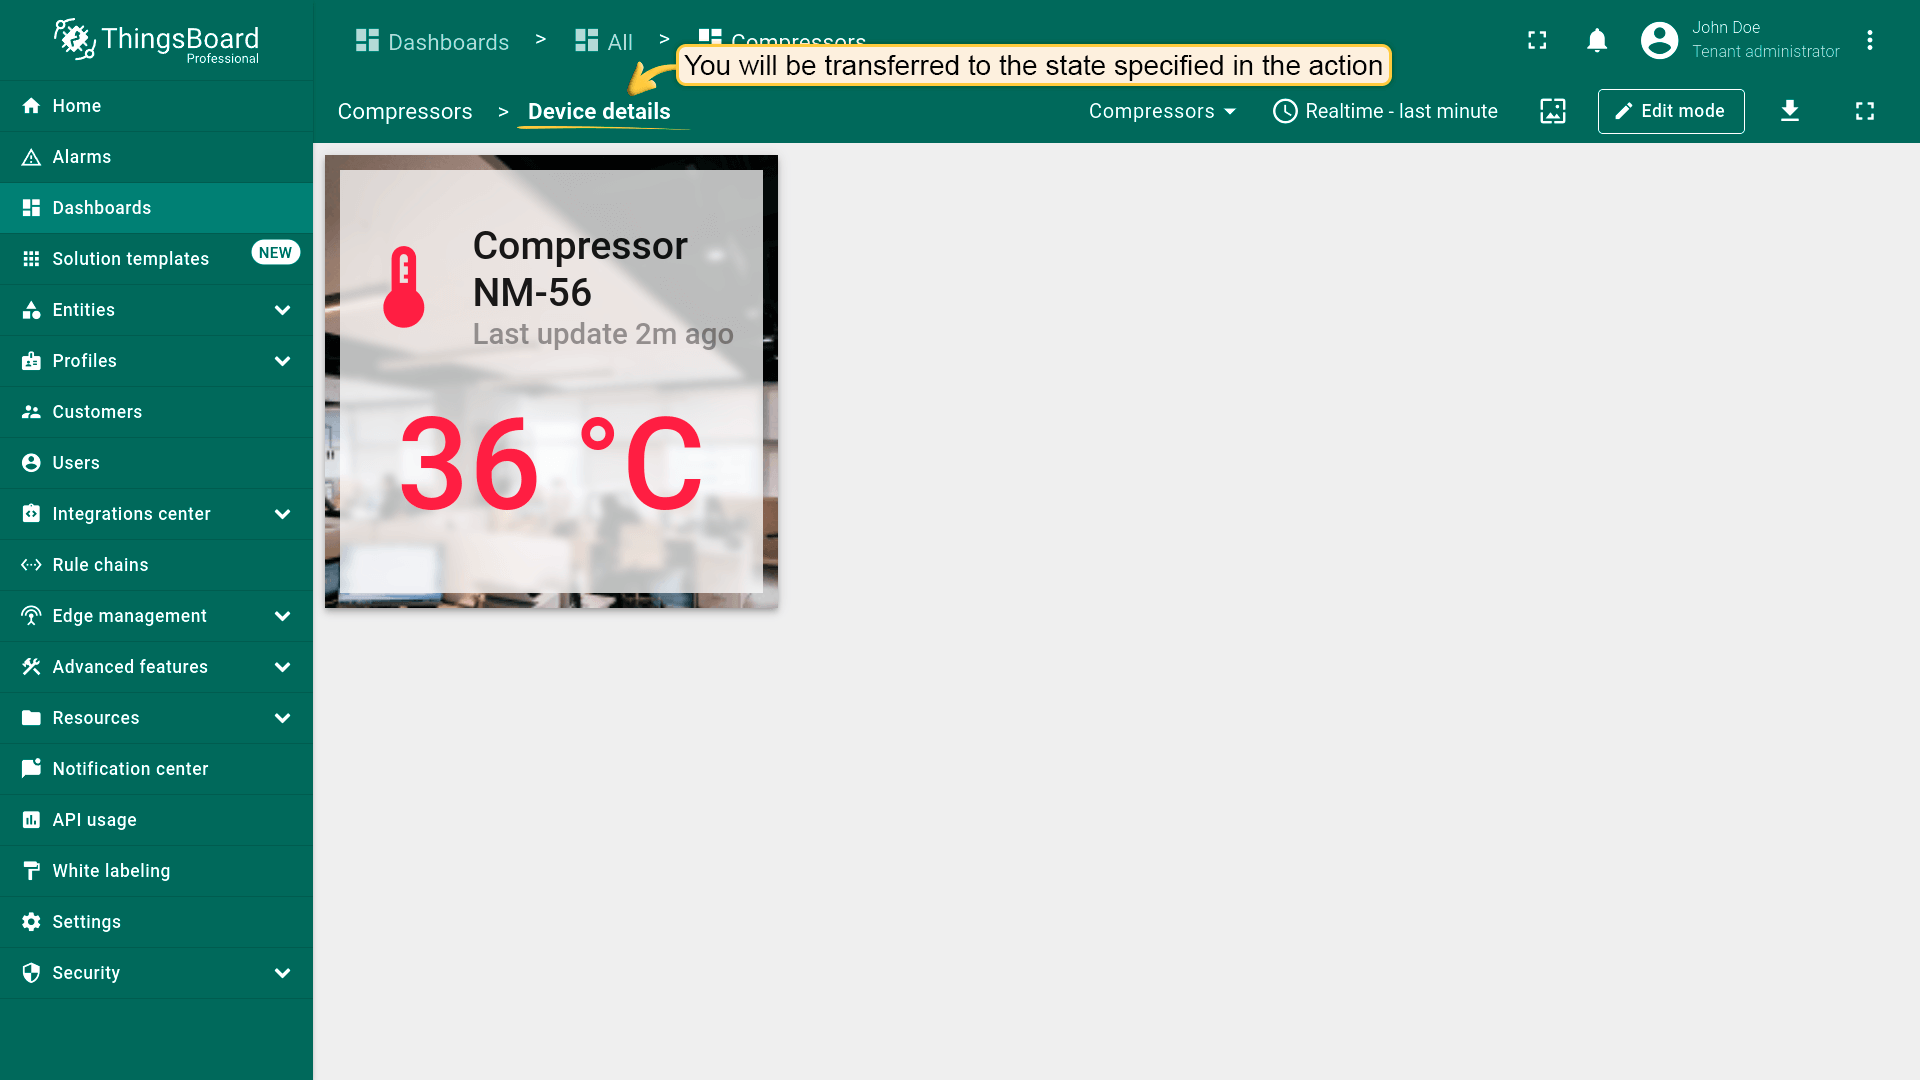 ThingsBoard
Professional
Dashboards > All > Compressors
John Doe
Tenant administrator
You will be transferred to the state specified in the action
Compressors > Device details
Compressors
Realtime - last minute
Edit mode
Home
Alarms
Dashboards
Solution templates
NEW
Entities
Profiles
Customers
Users
Integrations center
Rule chains
Edge management
Advanced features
Resources
Notification center
API usage
White labeling
Settings
Security
Compressor
NM-56
Last update 2m ago
36 °C